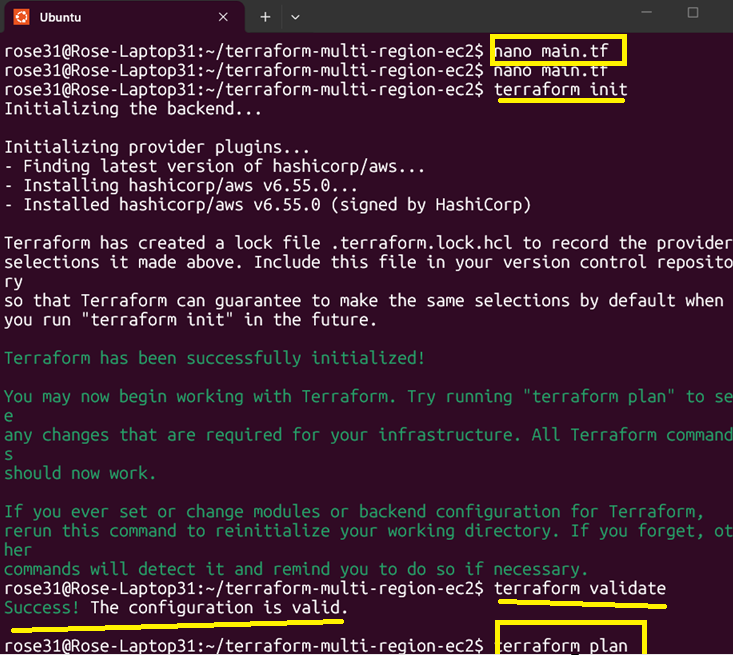 Ubuntu
rose31@Rose-Laptop31:~/terraform-multi-region-ec2$ nano main.tf
rose31@Rose-Laptop31:~/terraform-multi-region-ec2$ nano main.tf
rose31@Rose-Laptop31:~/terraform-multi-region-ec2$ terraform init
Initializing the backend...
Initializing provider plugins...
- Finding latest version of hashicorp/aws...
- Installing hashicorp/aws v6.55.0...
- Installed hashicorp/aws v6.55.0 (signed by HashiCorp)
Terraform has created a lock file .terraform.lock.hcl to record the provider
selections it made above. Include this file in your version control reposito
ry
so that Terraform can guarantee to make the same selections by default when
you run "terraform init" in the future.
Terraform has been successfully initialized!
You may now begin working with Terraform. Try running "terraform plan" to se
e
any changes that are required for your infrastructure. All Terraform command
s
should now work.
If you ever set or change modules or backend configuration for Terraform,
rerun this command to reinitialize your working directory. If you forget, ot
her
commands will detect it and remind you to do so if necessary.
rose31@Rose-Laptop31:~/terraform-multi-region-ec2$ terraform validate
Success! The configuration is valid.
rose31@Rose-Laptop31:~/terraform-multi-region-ec2$ terraform plan